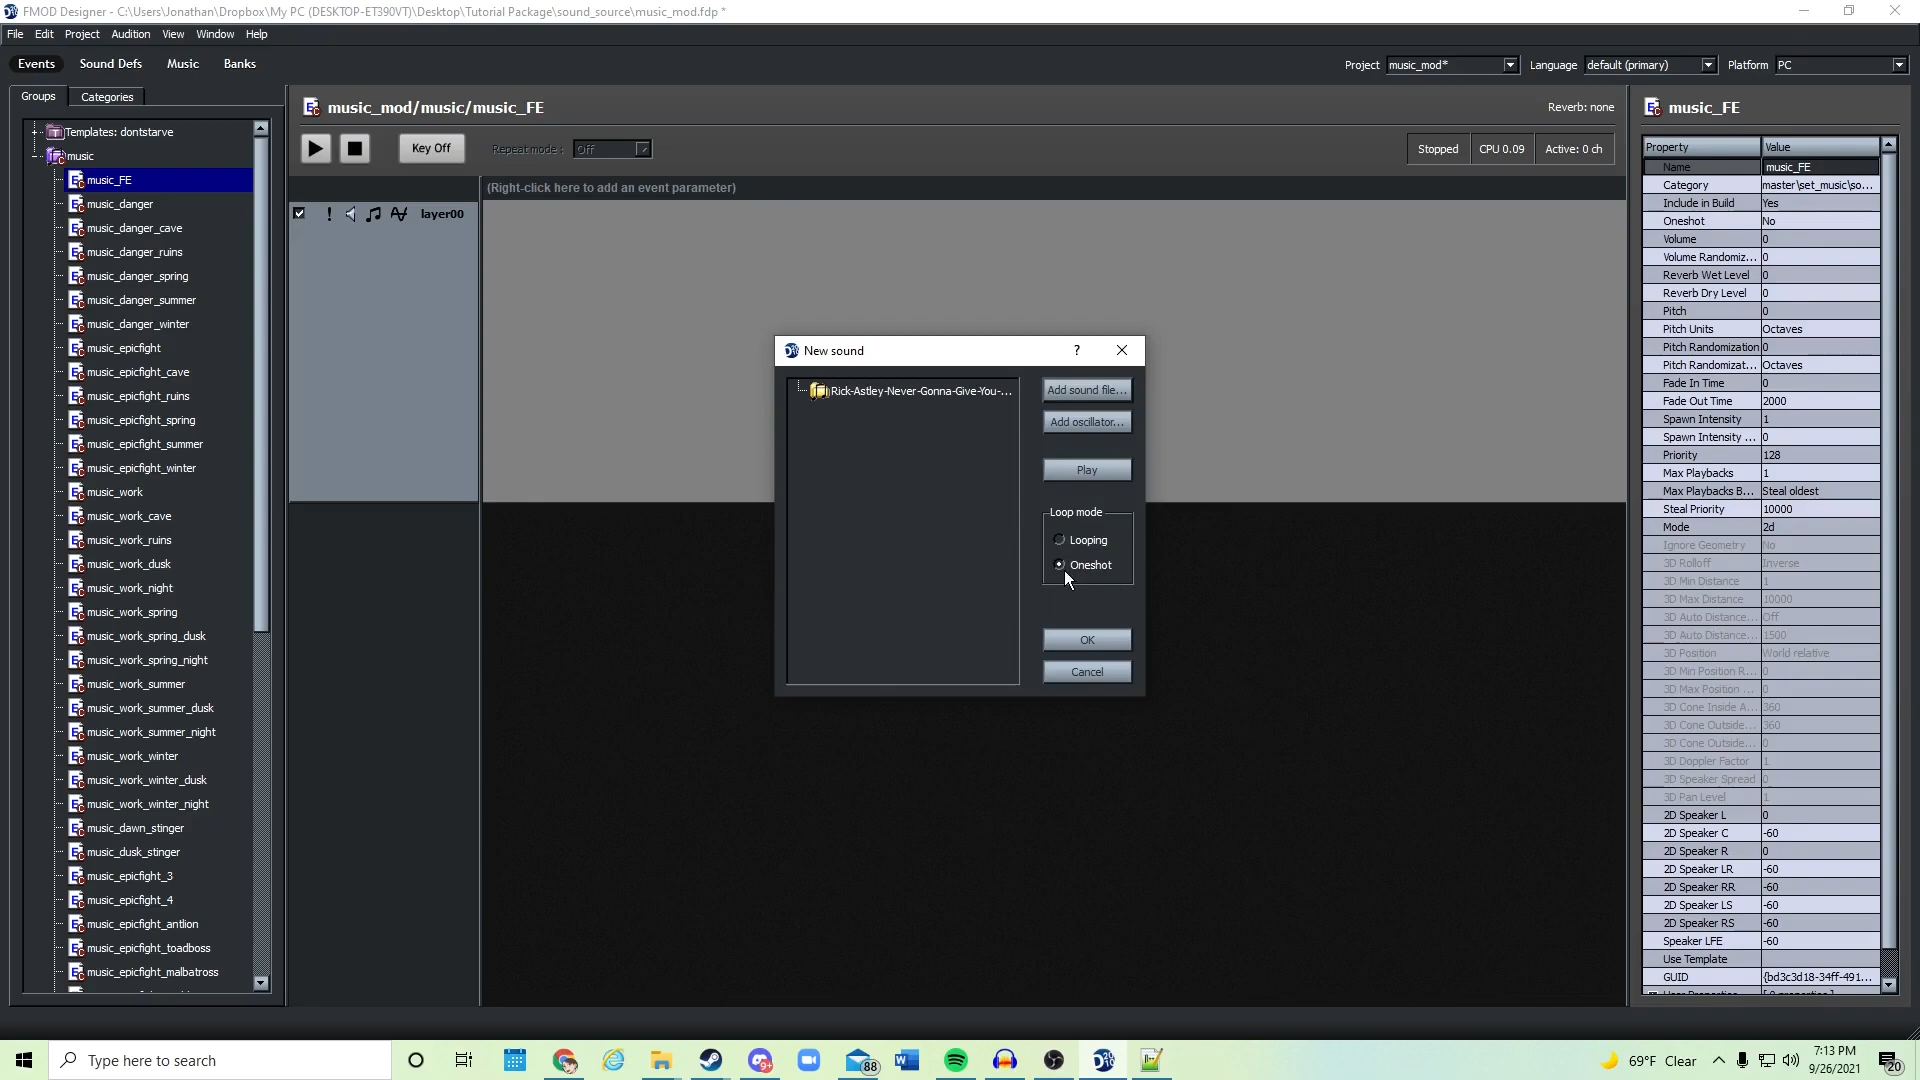 FMOD Designer - C:\Users\Jonathan\Dropbox\My PC (DESKTOP-ET390VT)\Desktop\Tutorial Package\sound_source\music_mod.fdp *
File Edit Project Audition View Window Help
Events Sound Defs Music Banks
Project music_mod* Language default (primary) Platform PC
Groups Categories
Templates: dontstarve
music
music_FE
music_danger
music_danger_cave
music_danger_ruins
music_danger_spring
music_danger_summer
music_danger_winter
music_epicfight
music_epicfight_cave
music_epicfight_ruins
music_epicfight_spring
music_epicfight_summer
music_epicfight_winter
music_work
music_work_cave
music_work_ruins
music_work_dusk
music_work_night
music_work_spring
music_work_spring_dusk
music_work_spring_night
music_work_summer
music_work_summer_dusk
music_work_summer_night
music_work_winter
music_work_winter_dusk
music_work_winter_night
music_dawn_stinger
music_dusk_stinger
music_epicfight_3
music_epicfight_4
music_epicfight_antlion
music_epicfight_toadboss
music_epicfight_malbatross
music_mod/music/music_FE Reverb: none
Key Off Repeat mode : Off Stopped CPU 0.09 Active: 0 ch
(Right-click here to add an event parameter)
layer00
New sound ?
Rick-Astley-Never-Gonna-Give-You-...
Add sound file...
Add oscillator...
Play
Loop mode
Looping
Oneshot
OK
Cancel
music_FE
Property Value
Name music_FE
Category master\set_music\so...
Include in Build Yes
Oneshot No
Volume 0
Volume Randomiz... 0
Reverb Wet Level 0
Reverb Dry Level 0
Pitch 0
Pitch Units Octaves
Pitch Randomization 0
Pitch Randomizat... Octaves
Fade In Time 0
Fade Out Time 2000
Spawn Intensity 1
Spawn Intensity ... 0
Priority 128
Max Playbacks 1
Max Playbacks B... Steal oldest
Steal Priority 10000
Mode 2d
Ignore Geometry No
3D Rolloff Inverse
3D Min Distance 1
3D Max Distance 10000
3D Auto Distance... Off
3D Auto Distance... 1500
3D Position World relative
3D Min Position R... 0
3D Max Position ... 0
3D Cone Inside A... 360
3D Cone Outside... 360
3D Cone Outside... 0
3D Doppler Factor 1
3D Speaker Spread 0
3D Pan Level 1
2D Speaker L 0
2D Speaker C -60
2D Speaker R 0
2D Speaker LR -60
2D Speaker RR -60
2D Speaker LS -60
2D Speaker RS -60
Speaker LFE -60
Use Template
GUID {bd3c3d18-34ff-491...
Type here to search
88
69°F Clear
7:13 PM
9/26/2021
20